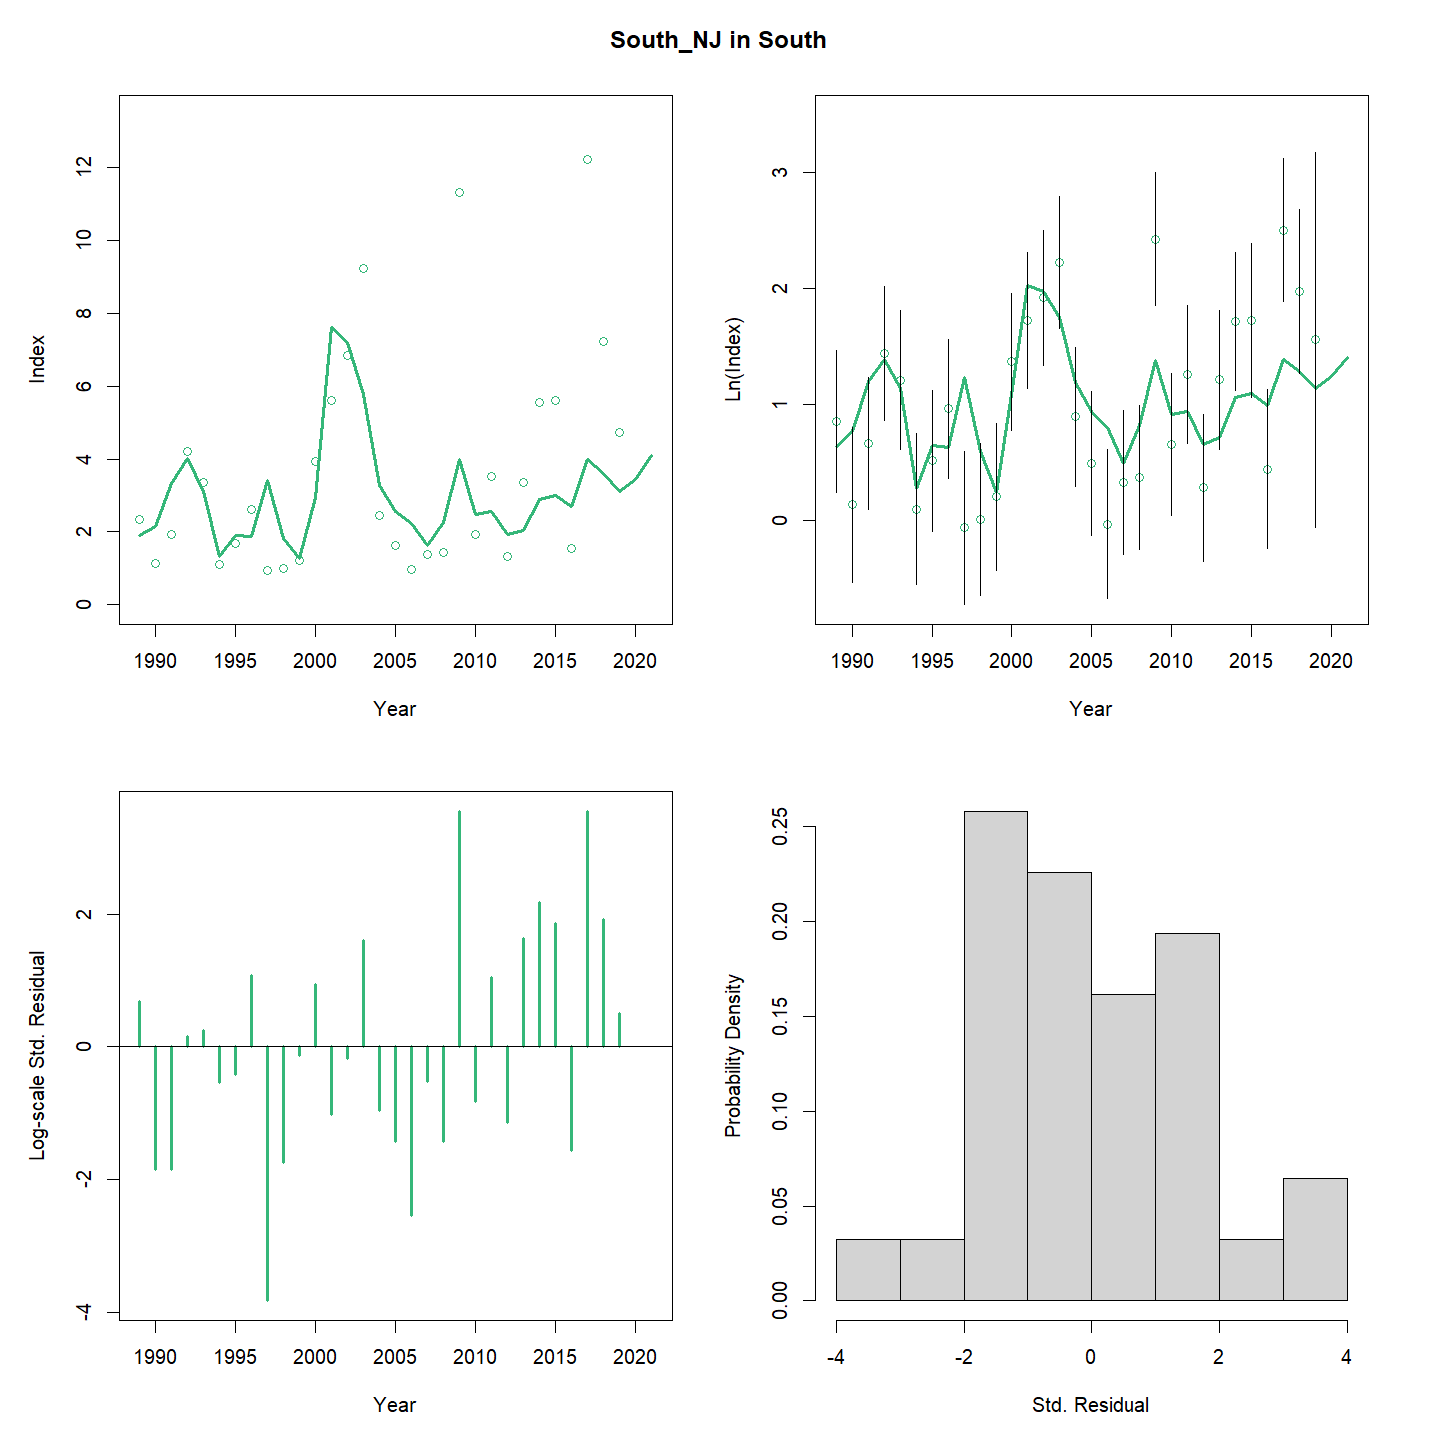 South_NJ in South
Index
0 2 4 6 8 10 12
1990 1995 2000 2005 2010 2015 2020
Year
Ln(Index)
0 1 2 3
1990 1995 2000 2005 2010 2015 2020
Year
Log-scale Std. Residual
-4 -2 0 2
1990 1995 2000 2005 2010 2015 2020
Year
Probability Density
0.00 0.05 0.10 0.15 0.20 0.25
-4 -2 0 2 4
Std. Residual